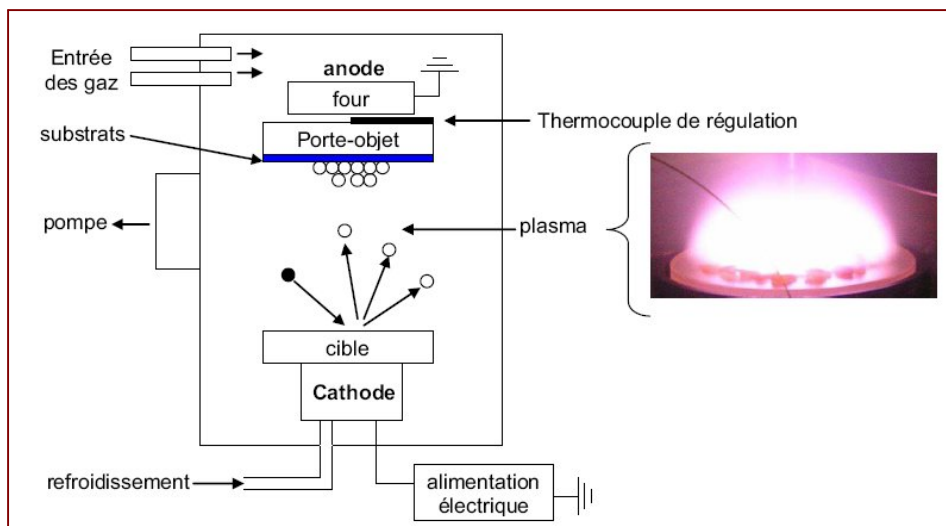 Entrée
des gaz
anode
four
substrats
Thermocouple de régulation
Porte-objet
pompe
plasma
cible
Cathode
refroidissement
alimentation
électrique